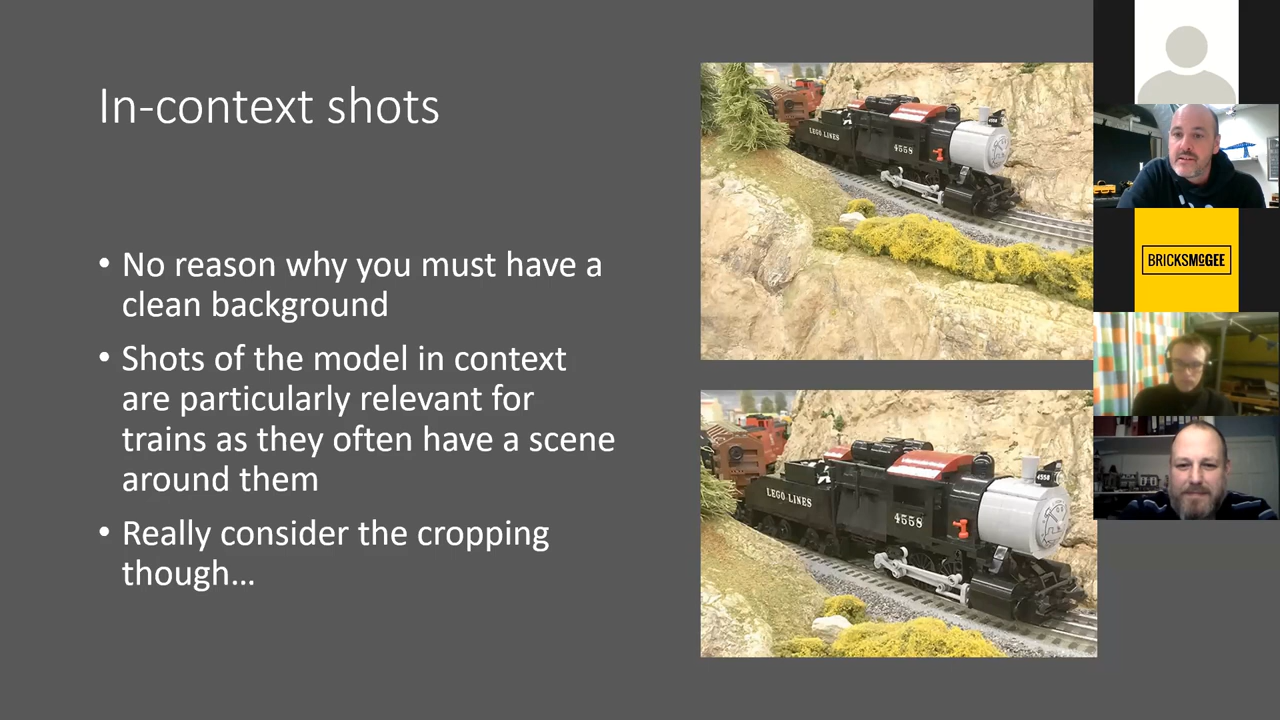 In-context shots
• No reason why you must have a
clean background
• Shots of the model in context
are particularly relevant for
trains as they often have a scene
around them
• Really consider the cropping
though...
LEGO LINES
4558
4558
LEGO LINES
4558
4558
BRICKSMCGEE